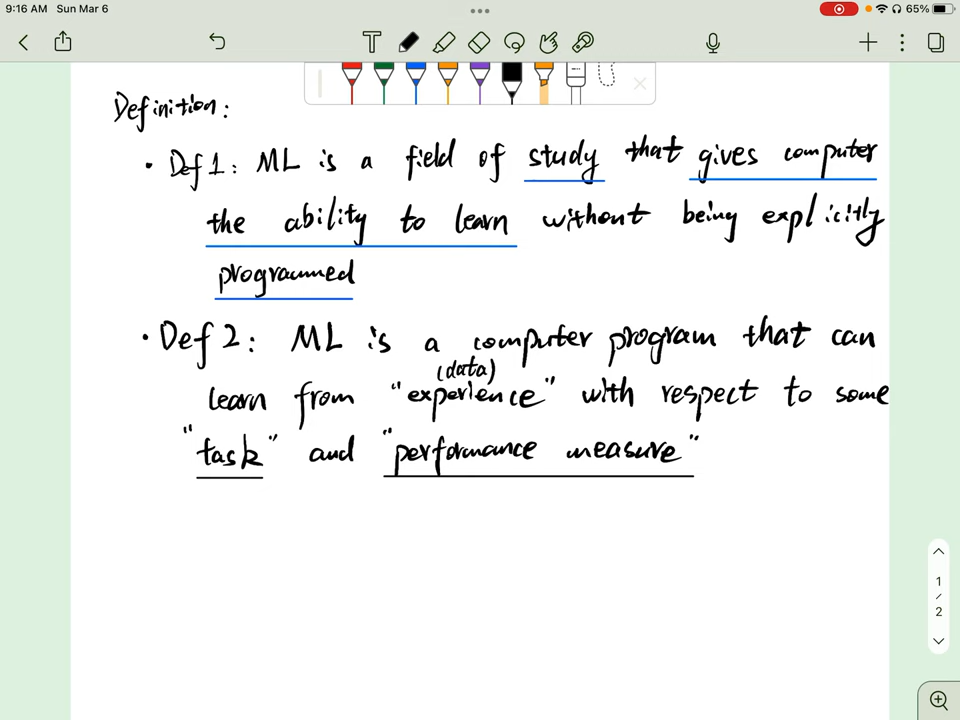 9:16 AM Sun Mar 6
65%
Definition:
• Def 1: ML is a field of study that gives computer
the ability to learn without being explicitly
programmed
• Def 2: ML is a computer program that can
(data)
learn from "experience" with respect to some
"task" and "performance measure"
1
/
2